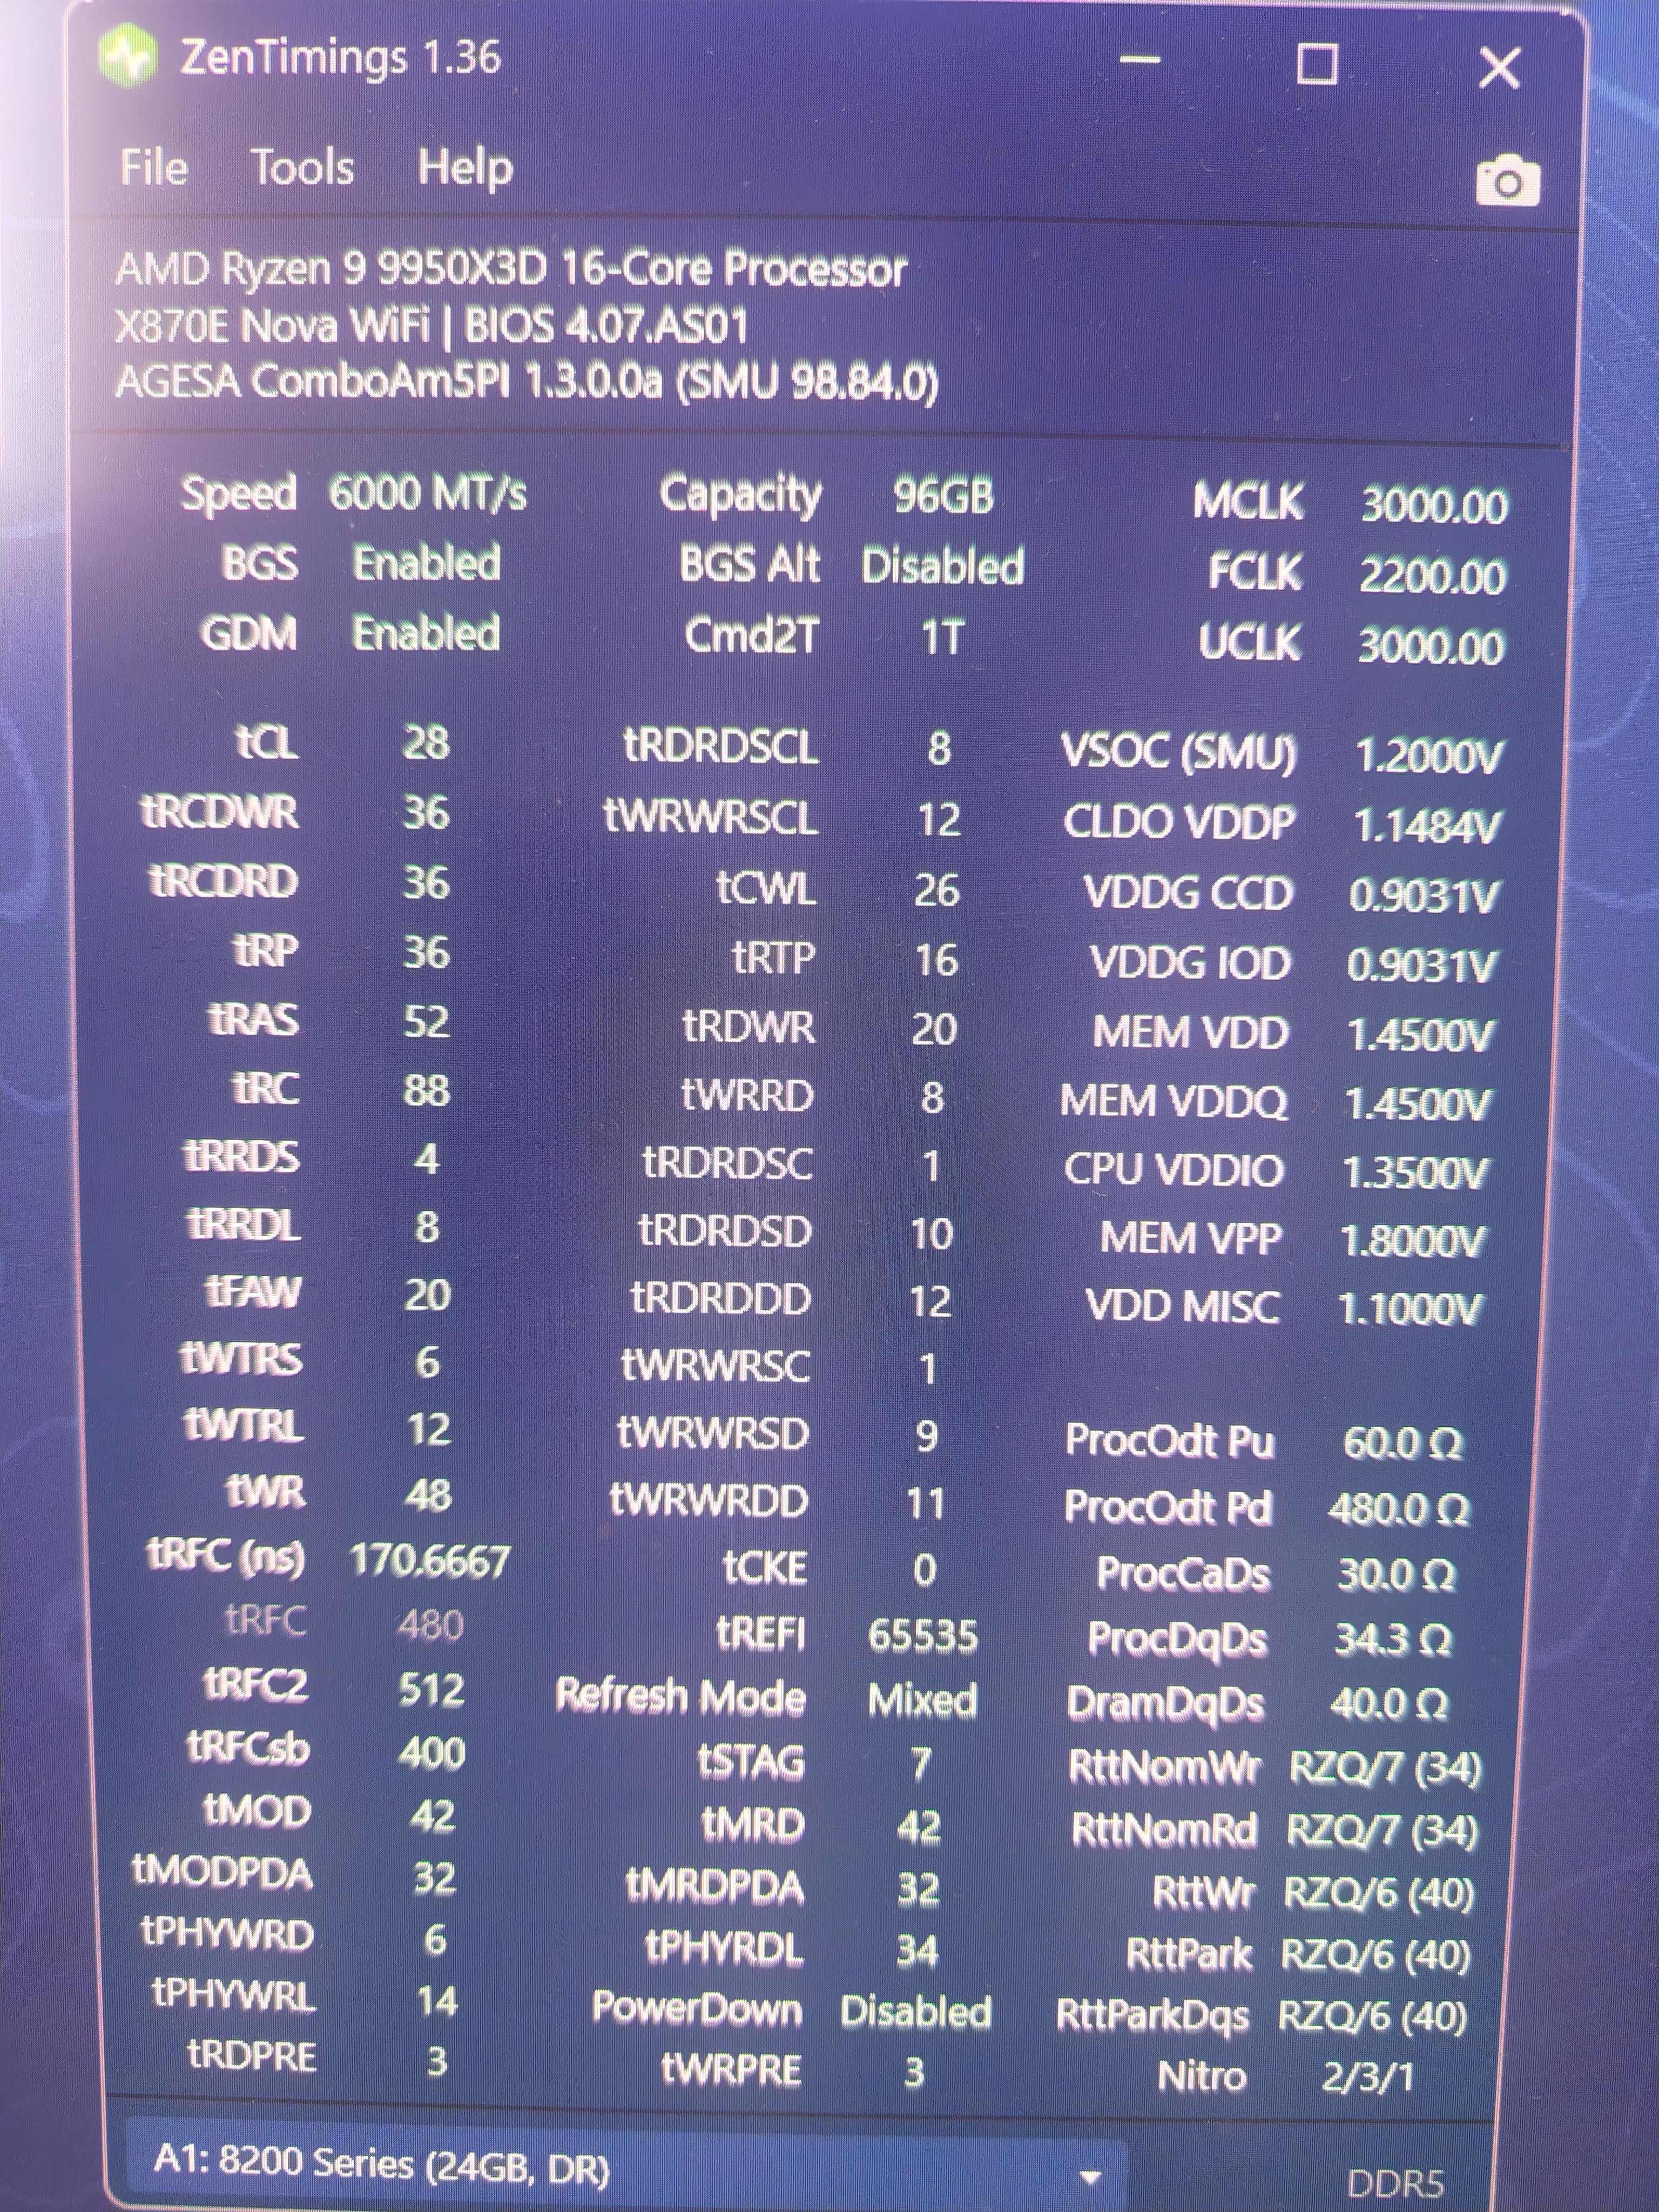 ZenTimings 1.36
File Tools Help
AMD Ryzen 9 9950X3D 16-Core Processor
X870E Nova WiFi | BIOS 4.07.AS01
AGESA ComboAm5PI 1.3.0.0a (SMU 98.84.0)
Speed 6000 MT/s Capacity 96GB MCLK 3000.00
BGS Enabled BGS Alt Disabled FCLK 2200.00
GDM Enabled Cmd2T 1T UCLK 3000.00
tCL 28 tRDRDSCL 8 VSOC (SMU) 1.2000V
tRCDWR 36 tWRWRSCL 12 CLDO VDDP 1.1484V
tRCDRD 36 tCWL 26 VDDG CCD 0.9031V
tRP 36 tRTP 16 VDDG IOD 0.9031V
tRAS 52 tRDWR 20 MEM VDD 1.4500V
tRC 88 tWRRD 8 MEM VDDQ 1.4500V
tRRDS 4 tRDRDSC 1 CPU VDDIO 1.3500V
tRRDL 8 tRDRDSD 10 MEM VPP 1.8000V
tFAW 20 tRDRDDD 12 VDD MISC 1.1000V
tWTRS 6 tWRWRSC 1
tWTRL 12 tWRWRSD 9 ProcOdt Pu 60.0 Ω
tWR 48 tWRWRDD 11 ProcOdt Pd 480.0 Ω
tRFC (ns) 170.6667 tCKE 0 ProcCaDs 30.0 Ω
tRFC 480 tREFI 65535 ProcDqDs 34.3 Ω
tRFC2 512 Refresh Mode Mixed DramDqDs 40.0 Ω
tRFCsb 400 tSTAG 7 RttNomWr RZQ/7 (34)
tMOD 42 tMRD 42 RttNomRd RZQ/7 (34)
tMODPDA 32 tMRDPDA 32 RttWr RZQ/6 (40)
tPHYWRD 6 tPHYRDL 34 RttPark RZQ/6 (40)
tPHYWRL 14 PowerDown Disabled RttParkDqs RZQ/6 (40)
tRDPRE 3 tWRPRE 3 Nitro 2/3/1
A1: 8200 Series (24GB, DR) DDR5